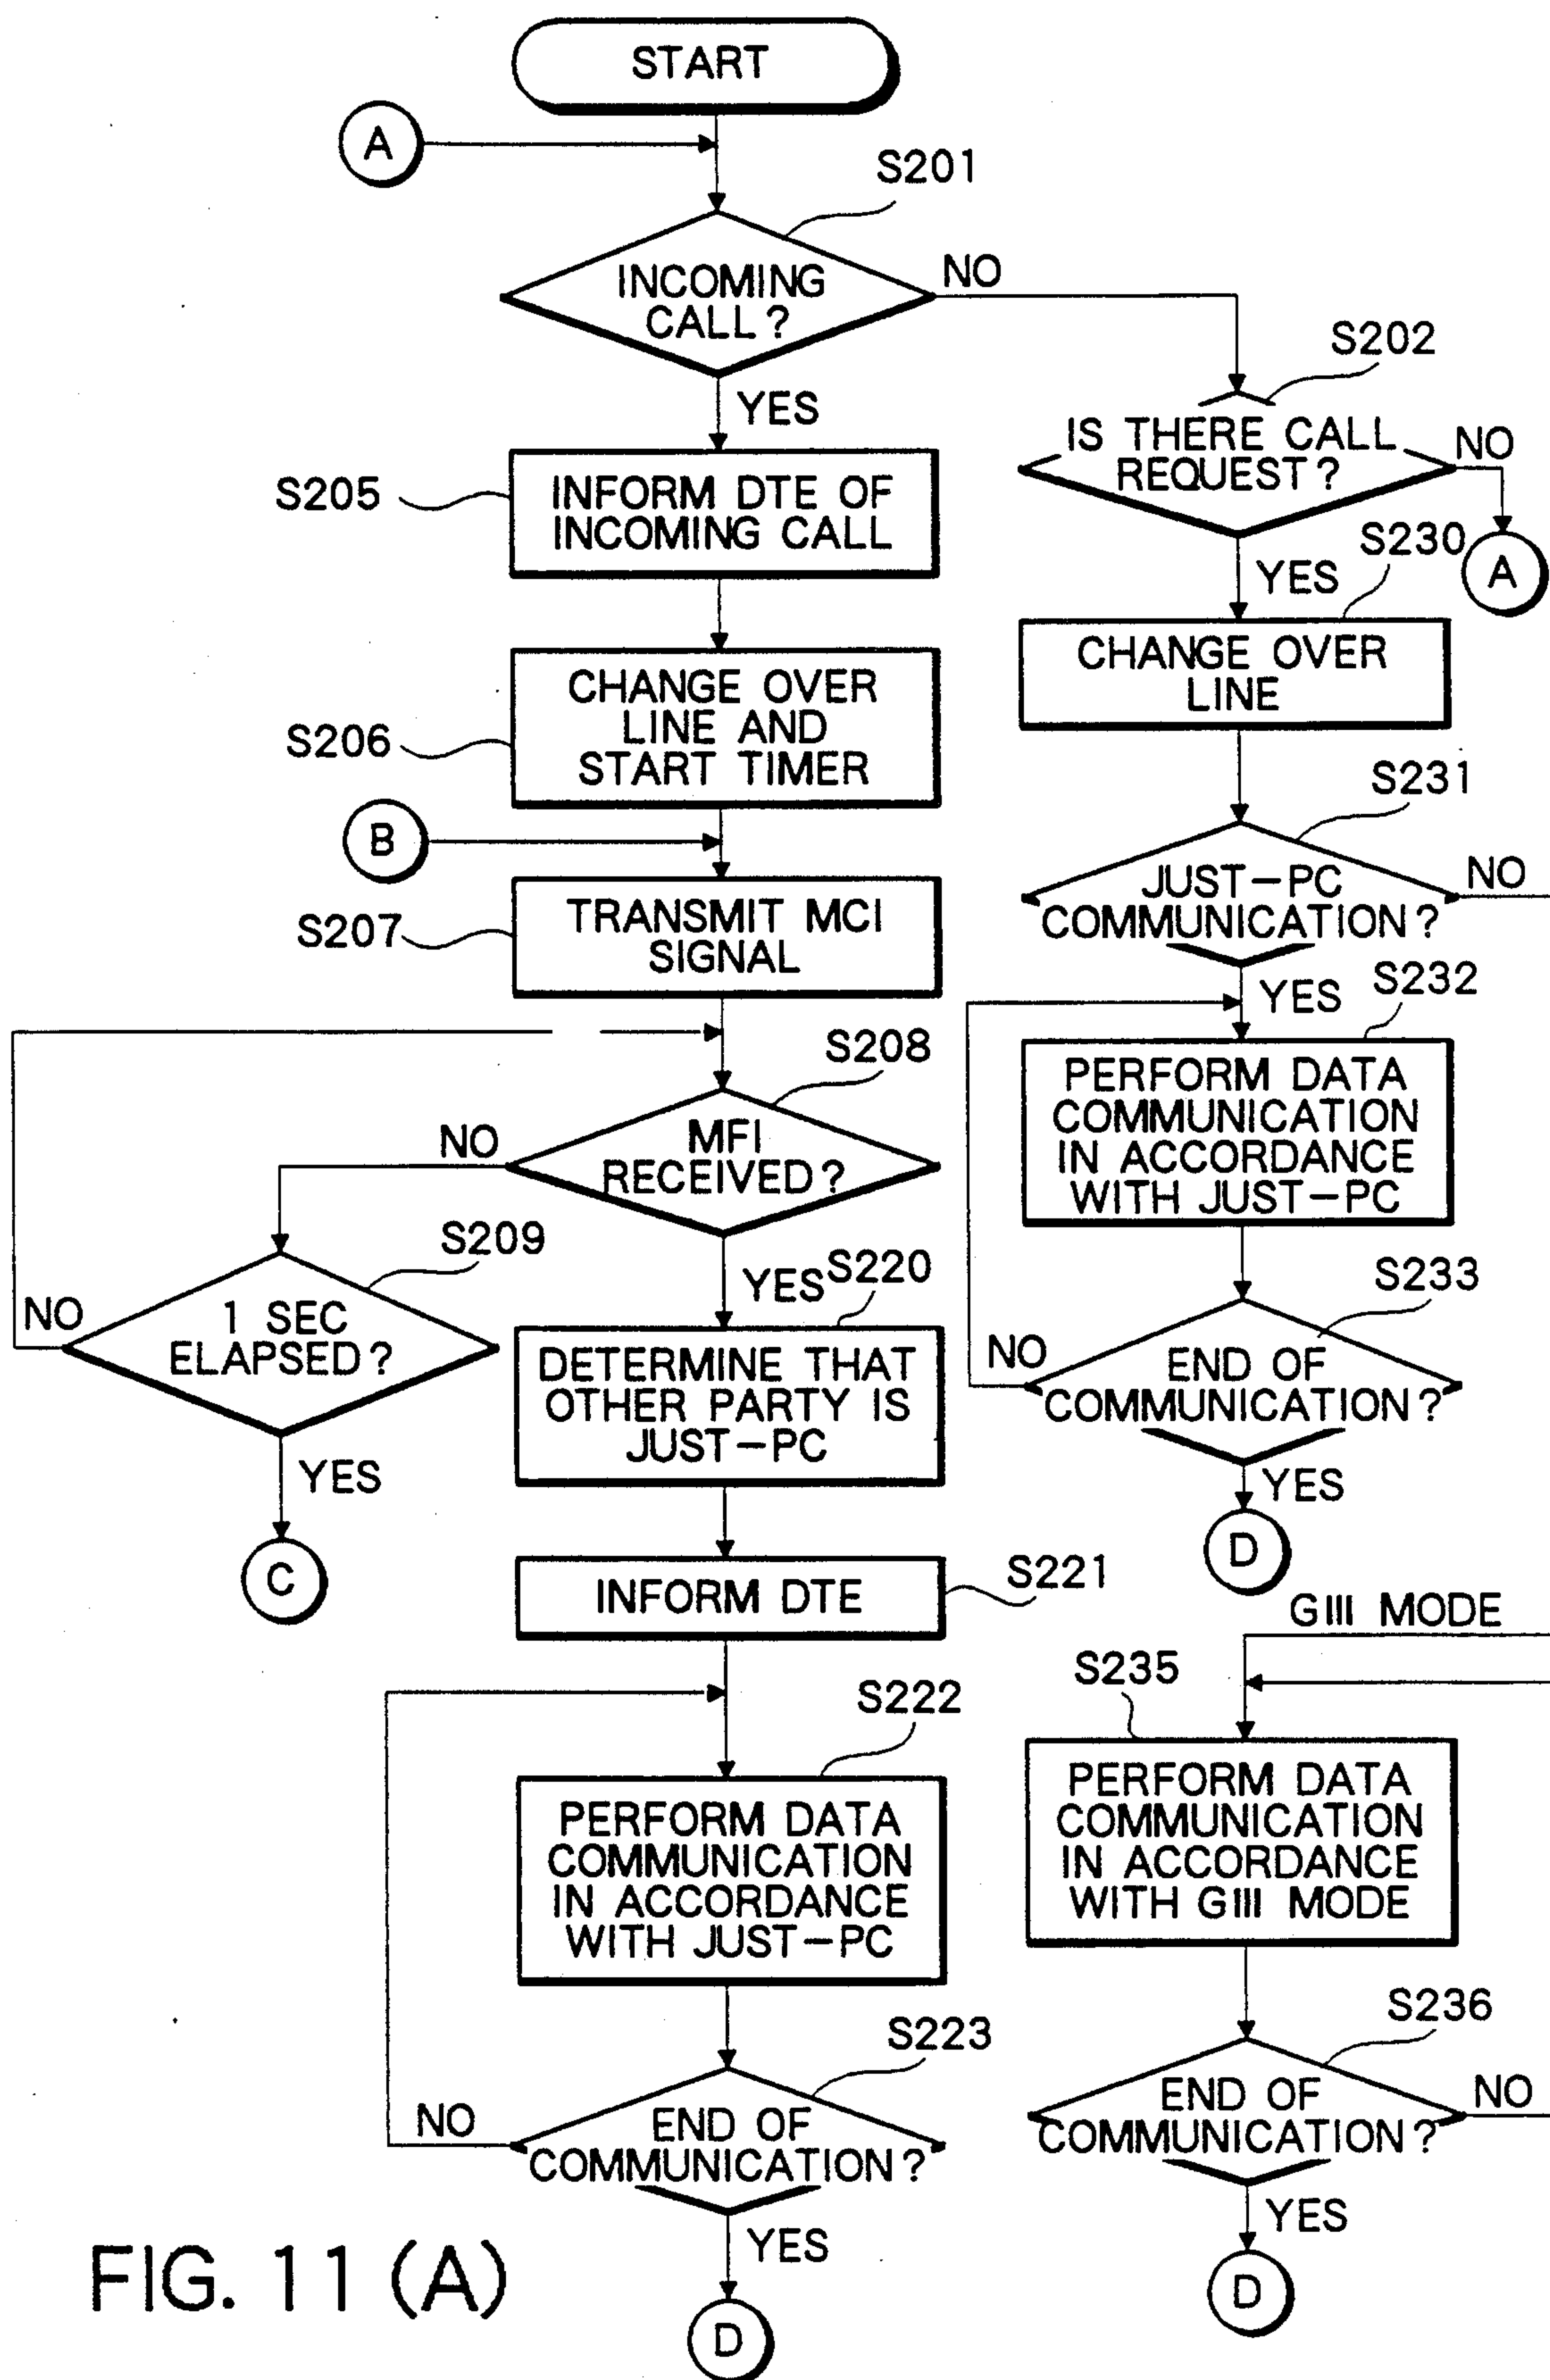 START
A
S201
INCOMING
CALL?
NO
YES
S202
IS THERE CALL
REQUEST?
NO
A
YES
S205
INFORM DTE OF
INCOMING CALL
S230
CHANGE OVER
LINE
S206
CHANGE OVER
LINE AND
START TIMER
B
S207
TRANSMIT MCI
SIGNAL
S231
JUST-PC
COMMUNICATION?
NO
YES
S232
PERFORM DATA
COMMUNICATION
IN ACCORDANCE
WITH JUST-PC
S208
MFI
RECEIVED?
NO
YES
S209
1 SEC
ELAPSED?
NO
YES
C
S220
DETERMINE THAT
OTHER PARTY IS
JUST-PC
S233
END OF
COMMUNICATION?
NO
YES
D
INFORM DTE
S221
GIII MODE
S222
PERFORM DATA
COMMUNICATION
IN ACCORDANCE
WITH JUST-PC
S235
PERFORM DATA
COMMUNICATION
IN ACCORDANCE
WITH GIII MODE
S223
END OF
COMMUNICATION?
NO
YES
D
S236
END OF
COMMUNICATION?
NO
YES
D
FIG. 11 (A)